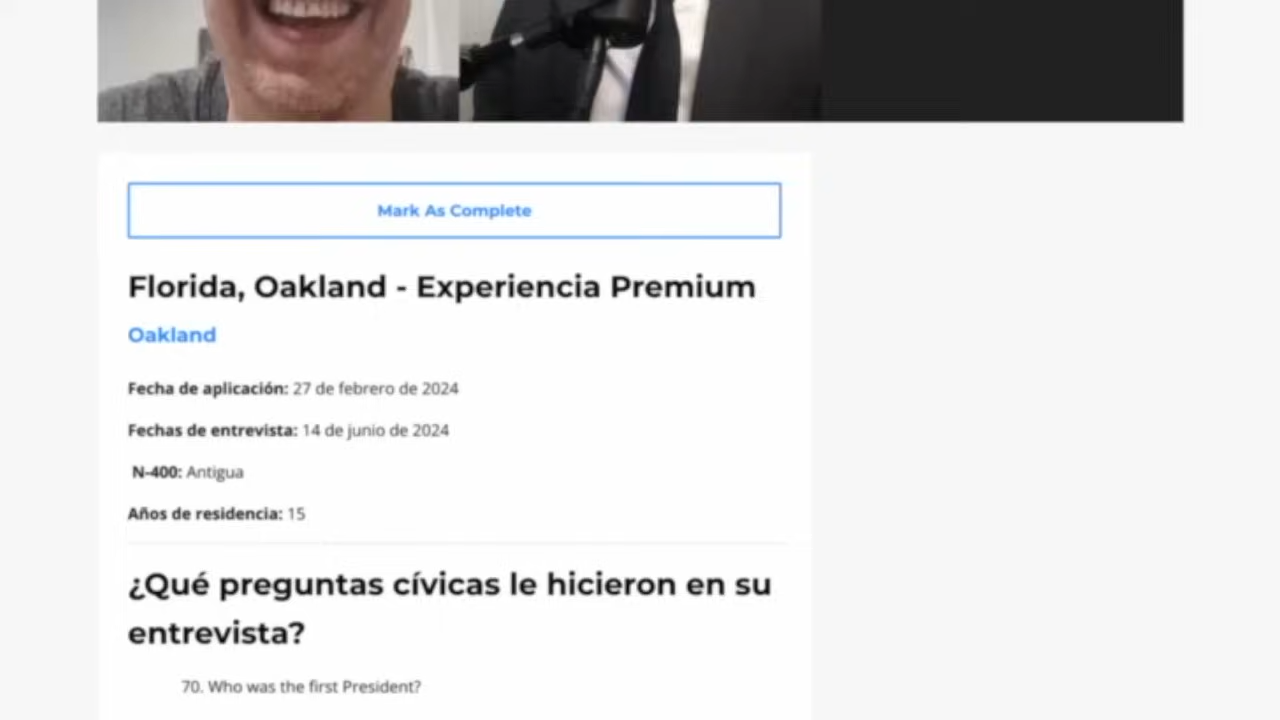 Mark As Complete
Florida, Oakland - Experiencia Premium
Oakland
Fecha de aplicación: 27 de febrero de 2024
Fechas de entrevista: 14 de junio de 2024
N-400: Antigua
Años de residencia: 15
¿Qué preguntas cívicas le hicieron en su
entrevista?
70. Who was the first President?